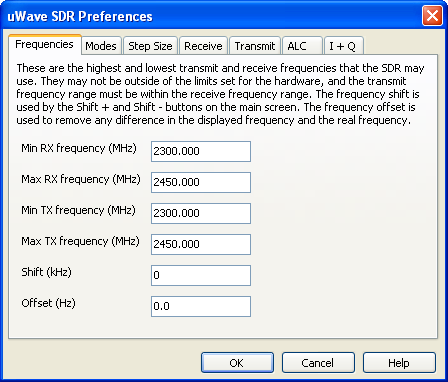 uWave SDR Preferences
Frequencies Modes Step Size Receive Transmit ALC I + Q
These are the highest and lowest transmit and receive frequencies that the SDR may
use. They may not be outside of the limits set for the hardware, and the transmit
frequency range must be within the receive frequency range. The frequency shift is
used by the Shift + and Shift - buttons on the main screen. The frequency offset is
used to remove any difference in the displayed frequency and the real frequency.
Min RX frequency (MHz) 2300.000
Max RX frequency (MHz) 2450.000
Min TX frequency (MHz) 2300.000
Max TX frequency (MHz) 2450.000
Shift (kHz) 0
Offset (Hz) 0.0
OK Cancel Help